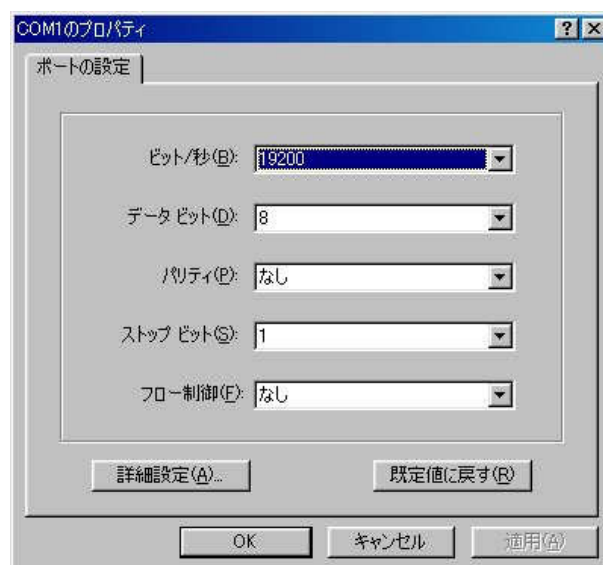 COM1のプロパティ
ポートの設定
ビット/秒(B): 19200
データ ビット(D): 8
パリティ(P): なし
ストップ ビット(S): 1
フロー制御(F): なし
詳細設定(A)... 既定値に戻す(R)
OK キャンセル 適用(A)